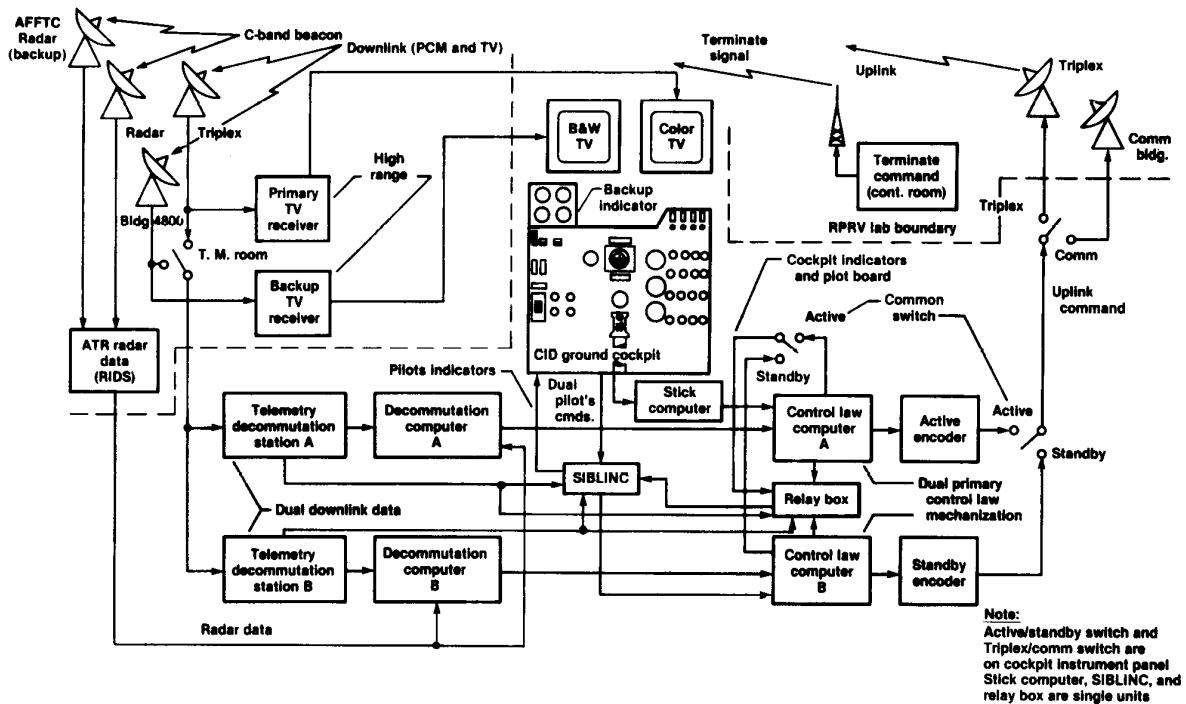 AFFTC
Radar
(backup)
C-band beacon
Downlink (PCM and TV)
Radar
Triplex
Bldg 4800
T. M. room
Primary
TV
receiver
High
range
Backup
TV
receiver
B&W
TV
Color
TV
Backup
indicator
Terminate
signal
Uplink
Triplex
Comm
bldg.
Terminate
command
(cont. room)
RPRV lab boundary
Triplex
Comm
Uplink
command
Cockpit indicators
and plot board
Common
switch
Active
Standby
Active
Standby
ATR radar
data
(RIDS)
CID ground cockpit
Pilots indicators
Dual
pilot's
cmds.
Stick
computer
Telemetry
decommutation
station A
Decommutation
computer
A
Control law
computer
A
Active
encoder
SIBLINC
Relay box
Dual primary
control law
mechanization
Dual downlink data
Telemetry
decommutation
station B
Decommutation
computer
B
Control law
computer
B
Standby
encoder
Radar data
Note:
Active/standby switch and
Triplex/comm switch are
on cockpit instrument panel
Stick computer, SIBLINC, and
relay box are single units